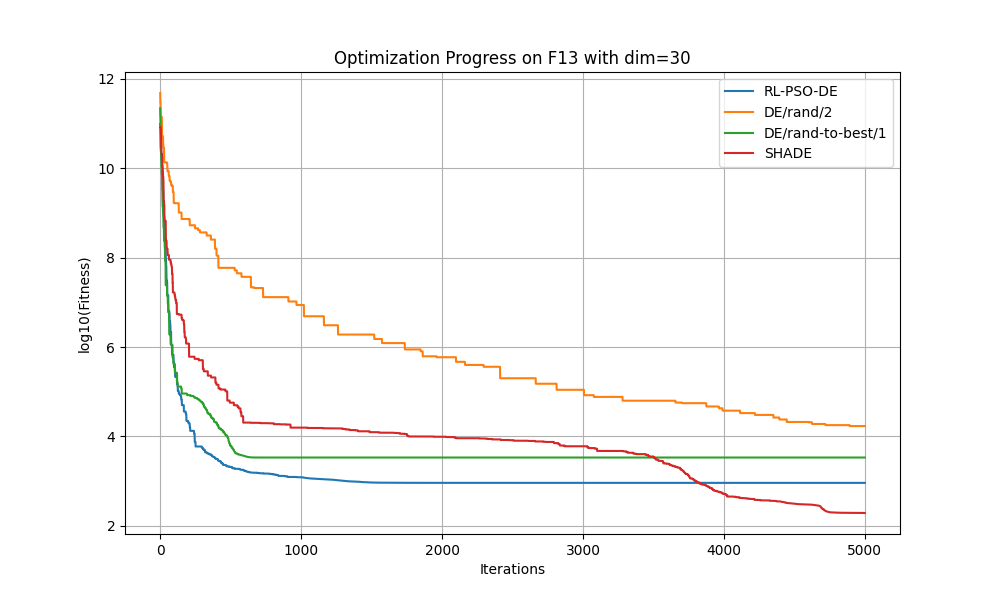 Optimization Progress on F13 with dim=30
12
10
8
6
4
2
log10(Fitness)
RL-PSO-DE
DE/rand/2
DE/rand-to-best/1
SHADE
0 1000 2000 3000 4000 5000
Iterations